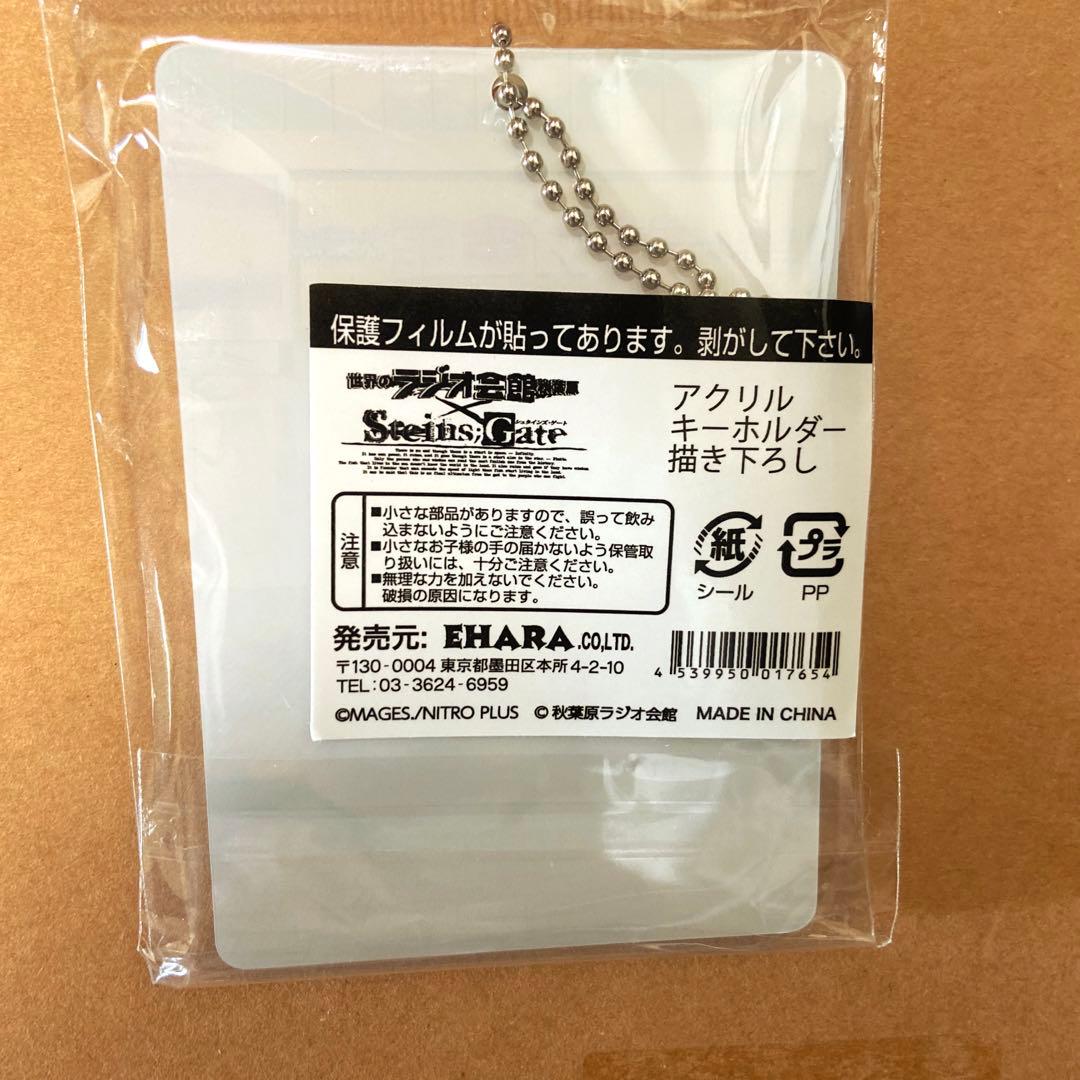 保護フィルムが貼ってあります。剥がして下さい。
世界のラジオ会館秋葉原
×
シュタインズ・ゲート
Steins;Gate
アクリル
キーホルダー
描き下ろし
注意
■小さな部品がありますので、誤って飲み
込まないようにご注意ください。
■小さなお子様の手の届かないよう保管取
り扱いには、十分ご注意ください。
■無理な力を加えないでください。
破損の原因になります。
紙
シール
プラ
PP
発売元: EHARA.CO,LTD.
〒130-0004 東京都墨田区本所4-2-10
TEL:03-3624-6959
4 539950 017654
©MAGES./NITRO PLUS ©秋葉原ラジオ会館 MADE IN CHINA